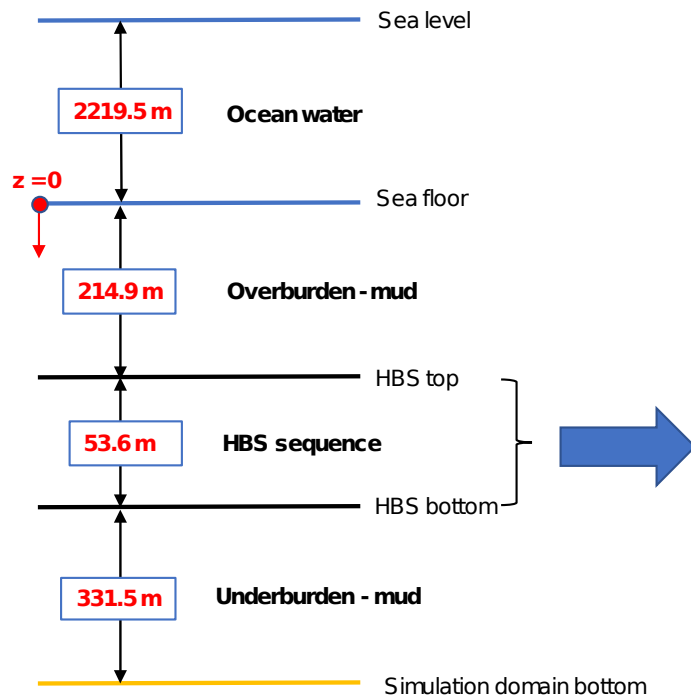 Sea level
2219.5 m
Ocean water
z =0
Sea floor
214.9 m
Overburden - mud
HBS top
53.6 m
HBS sequence
HBS bottom
331.5 m
Underburden - mud
Simulation domain bottom